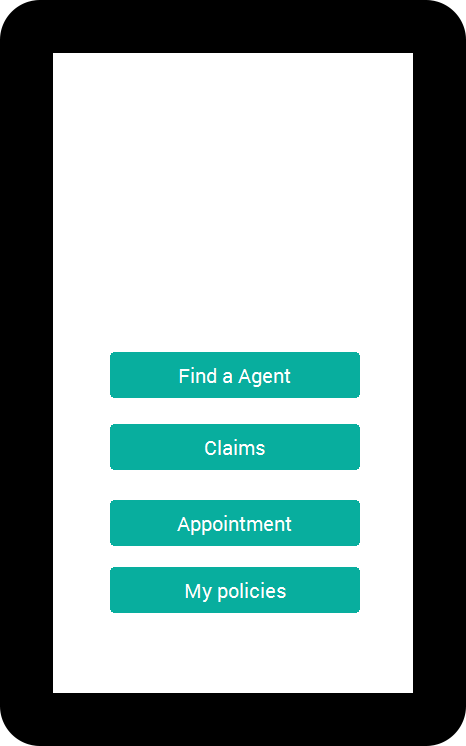 Find a Agent
Claims
Appointment
My policies